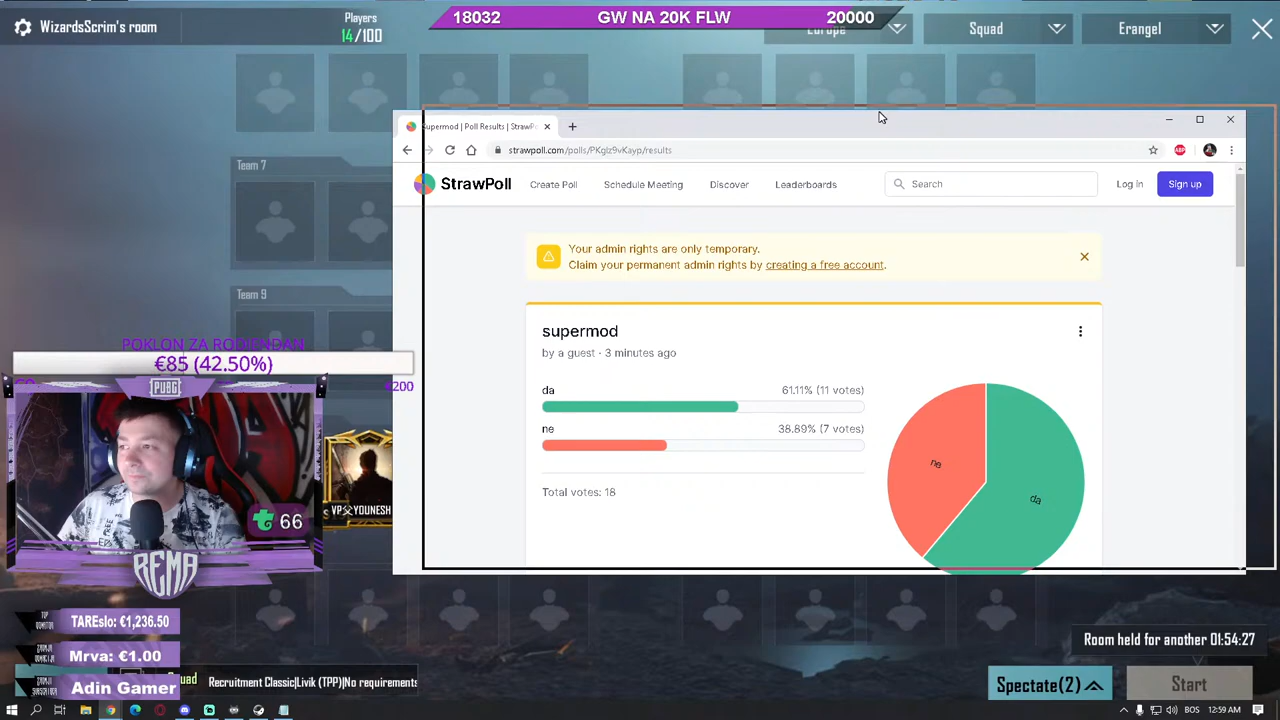 WizardsScrim's room
Players
14/100
18032
GW NA 20K FLW
20000
Europe
Squad
Erangel
Supermod | Poll Results | StrawP
strawpoll.com/polls/PKglz9vKayp/results
ABP
StrawPoll
Create Poll
Schedule Meeting
Discover
Leaderboards
Search
Log in
Sign up
Team 7
Team 9
Your admin rights are only temporary.
Claim your permanent admin rights by creating a free account.
supermod
by a guest · 3 minutes ago
da
61.11% (11 votes)
ne
38.89% (7 votes)
Total votes: 18
ne
da
POKLON ZA RODJENDAN
€85 (42.50%)
€0
€200
PUBG
66
VP YOUNESH
REMA
TAREslo: €1,236.50
Mrva: €1.00
Adin Gamer
Recruitment Classic|Livik (TPP)|No requirements
Room held for another 01:54:27
Spectate(2)
Start
BOS
12:59 AM